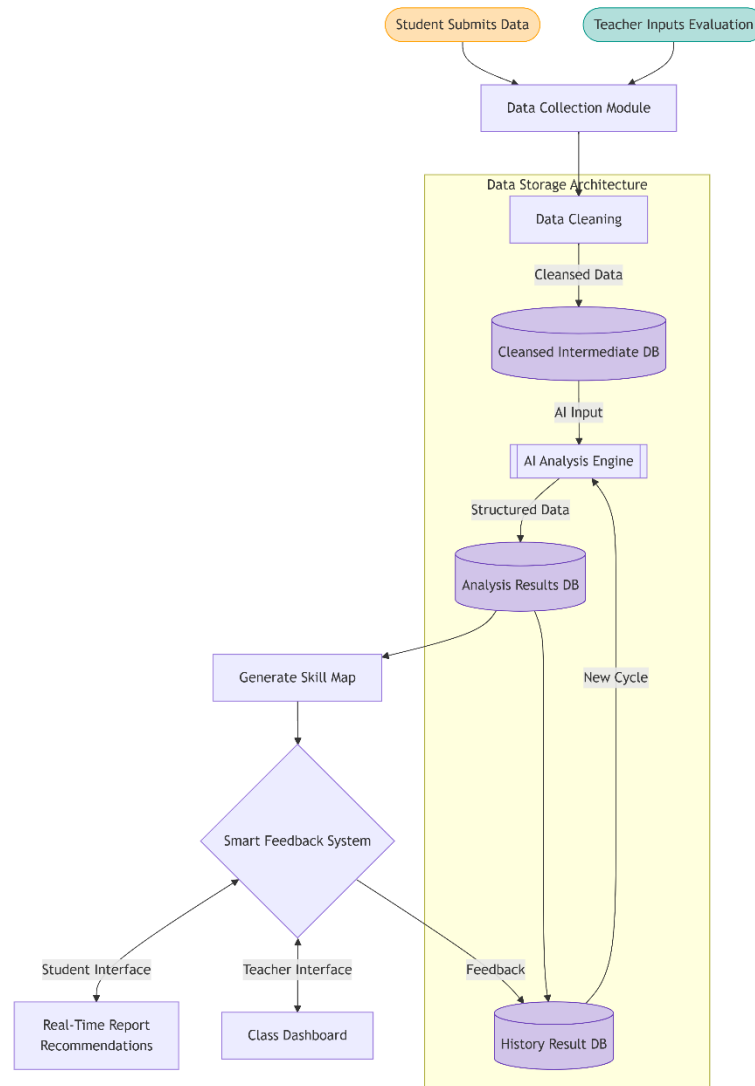 Student Submits Data
Teacher Inputs Evaluation
Data Collection Module
Data Storage Architecture
Data Cleaning
Cleansed Data
Cleansed Intermediate DB
AI Input
AI Analysis Engine
Structured Data
Analysis Results DB
Generate Skill Map
New Cycle
Smart Feedback System
Student Interface
Teacher Interface
Feedback
Real-Time Report
Recommendations
Class Dashboard
History Result DB